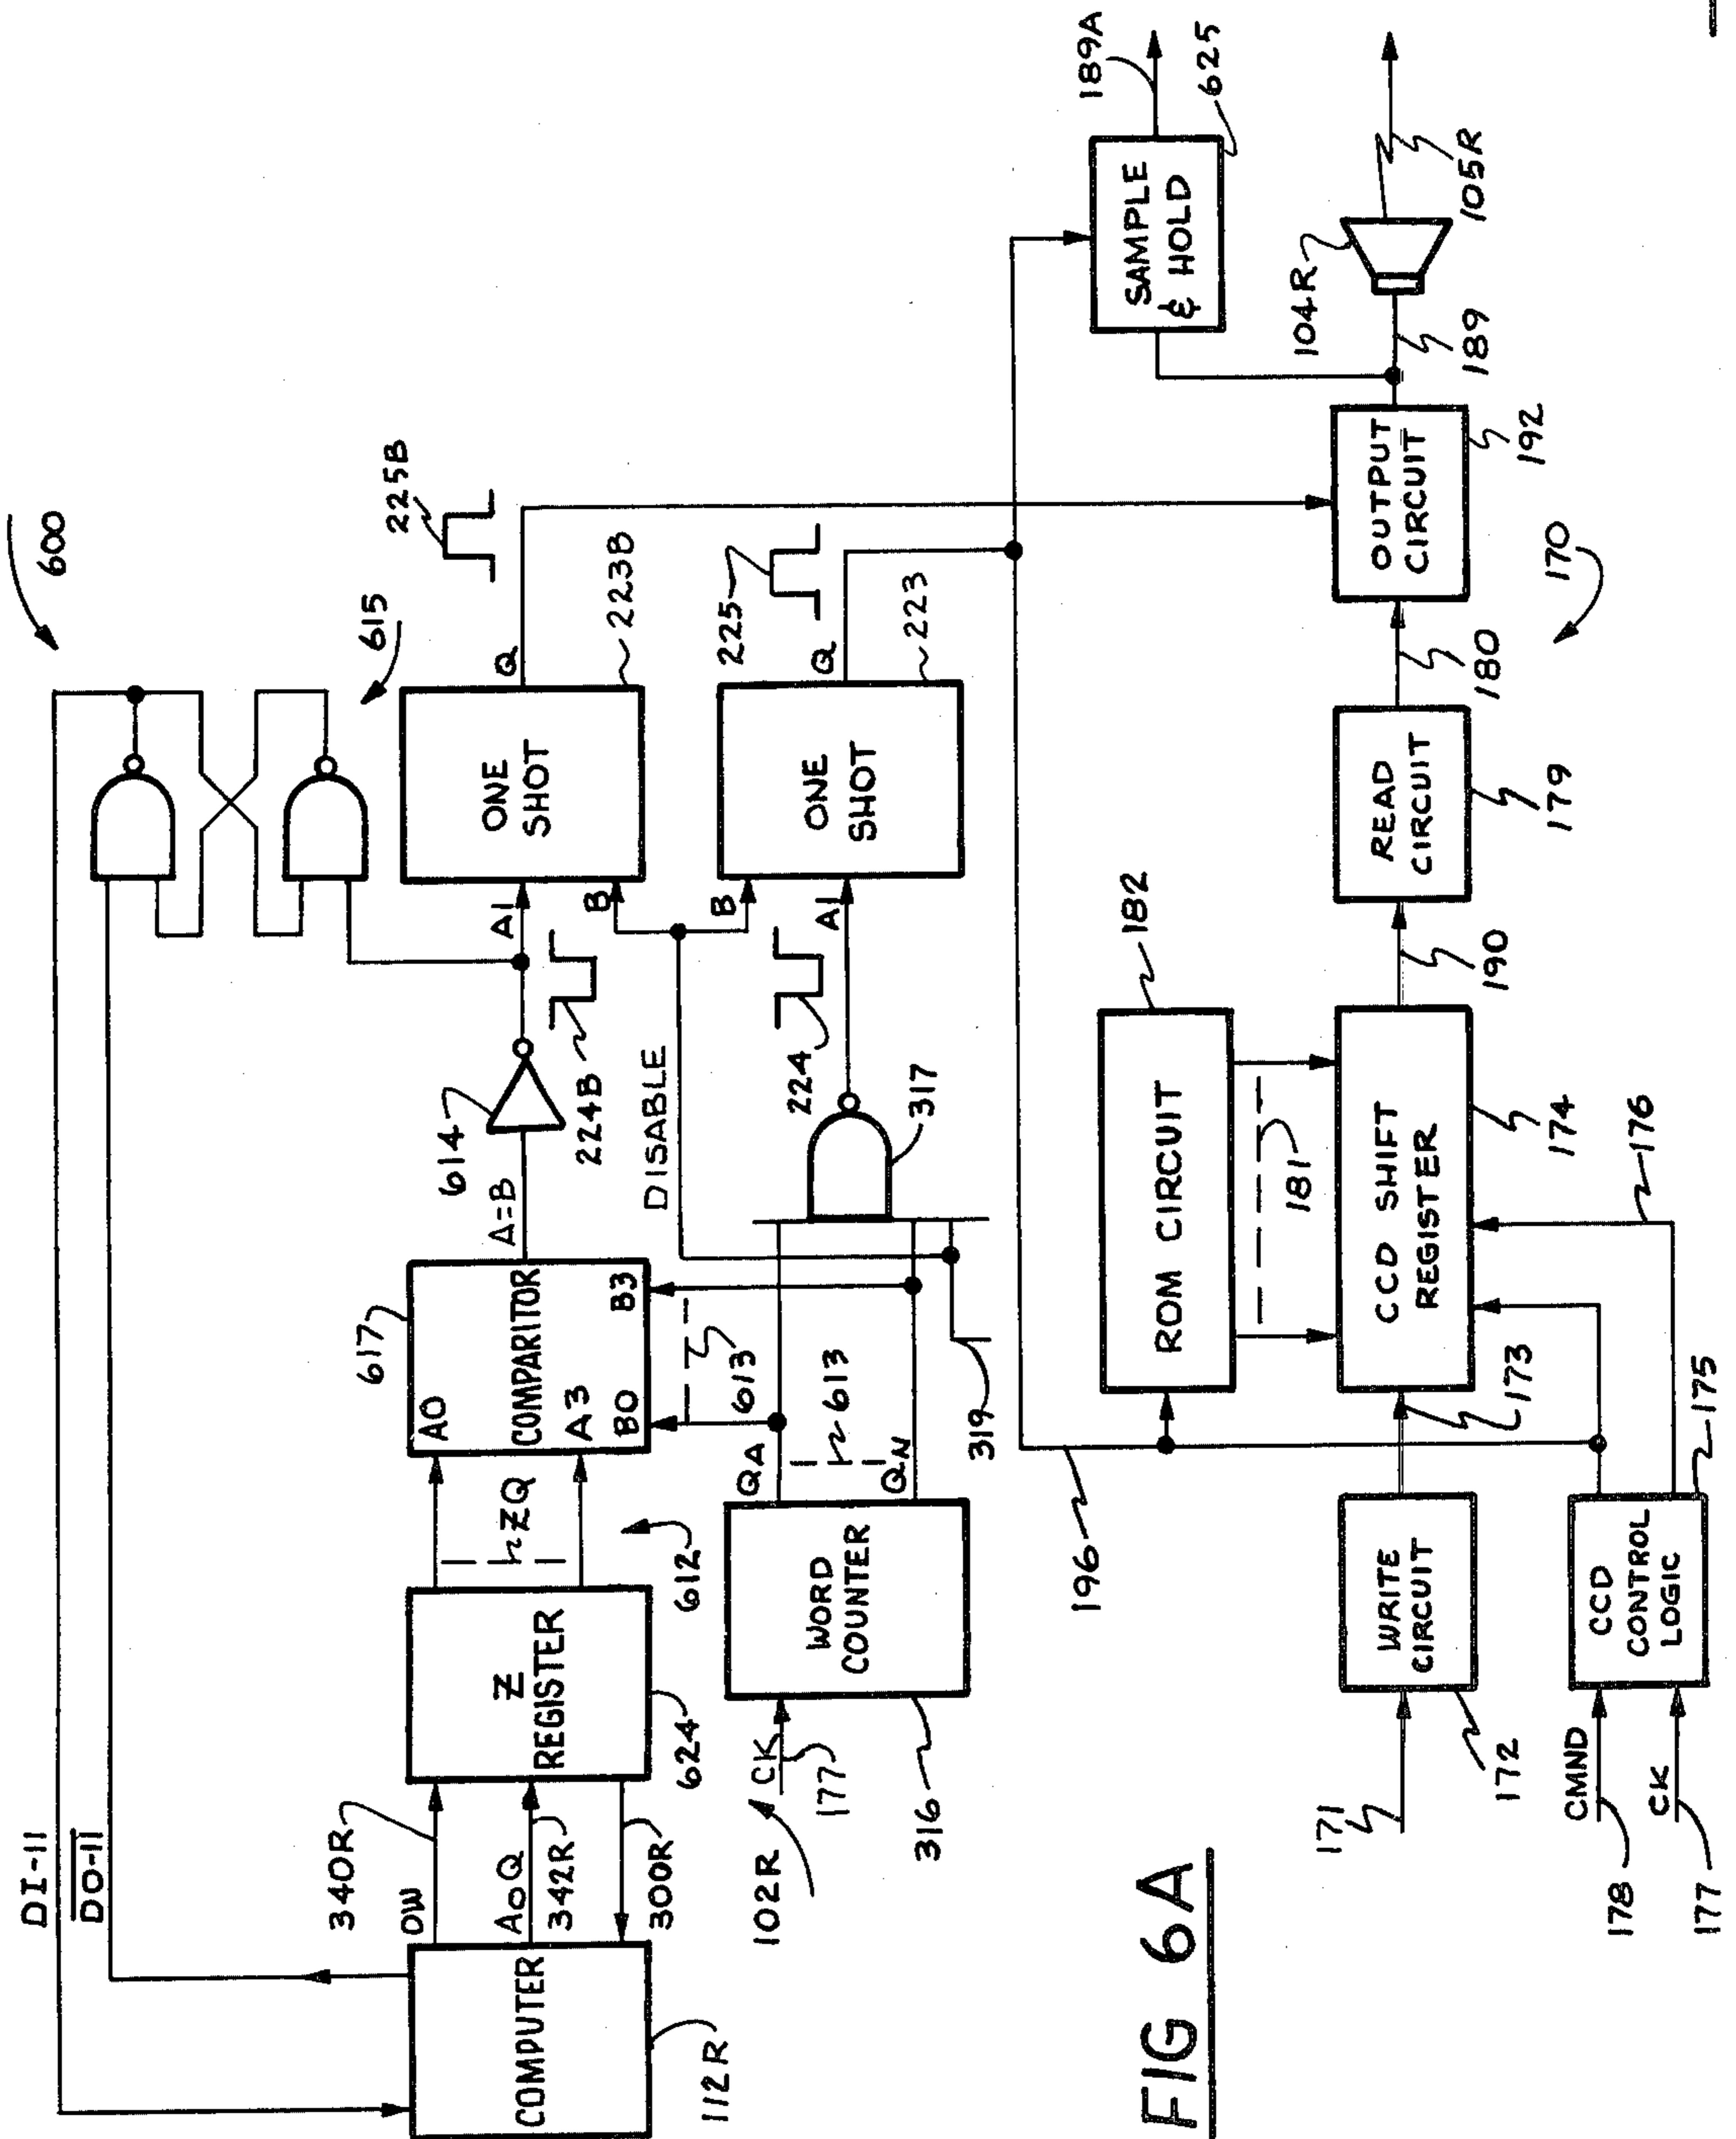 600
DI-11
DO-11
615
225B
340R
DW
AOQ
342R
300R
COMPUTER
112R
Z
REGISTER
624
ZQ
612
617
A0
COMPARITOR
A3
B0
B3
A=B
614
224B
A1
B
ONE
SHOT
Q
223B
613
DISABLE
225
102R
CK
177
WORD
COUNTER
316
QA
613
QN
319
317
224
B
A1
ONE
SHOT
Q
223
189A
SAMPLE
& HOLD
625
196
ROM CIRCUIT
182
181
104R
105R
171
WRITE
CIRCUIT
172
173
CCD SHIFT
REGISTER
174
190
READ
CIRCUIT
179
180
OUTPUT
CIRCUIT
192
189
170
CMND
178
CK
177
CCD
CONTROL
LOGIC
175
176
FIG 6A